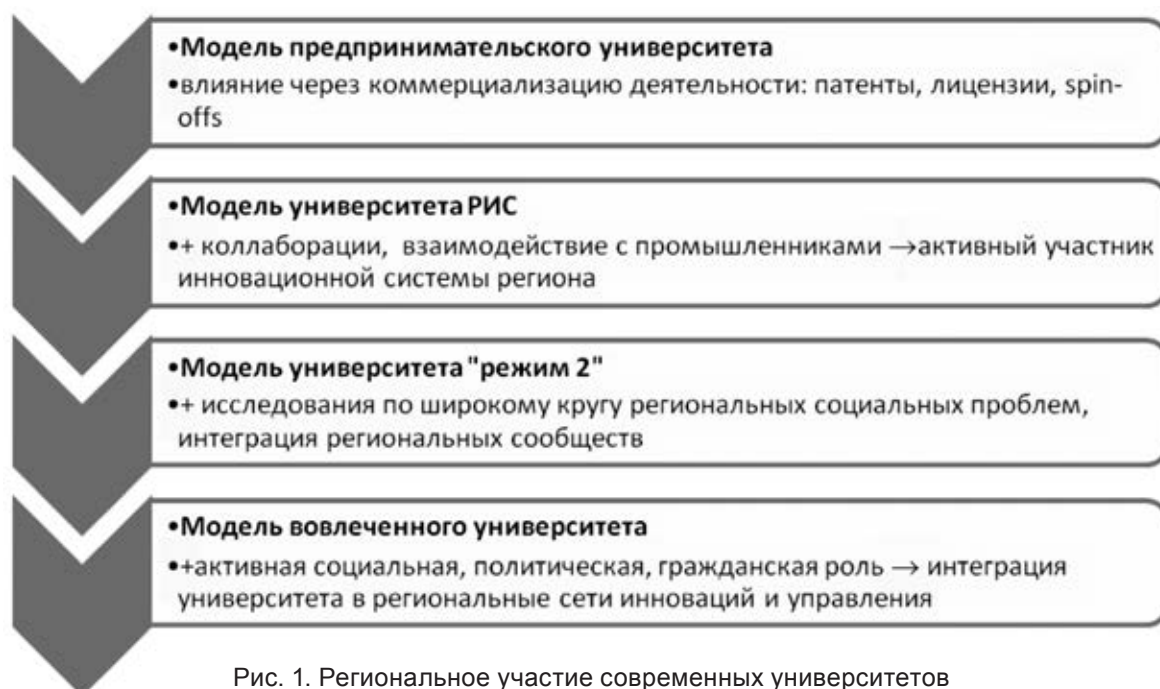 •Модель предпринимательского университета
•влияние через коммерциализацию деятельности: патенты, лицензии, spin-
offs
•Модель университета РИС
•+ коллаборации, взаимодействие с промышленниками →активный участник
инновационной системы региона
•Модель университета "режим 2"
•+ исследования по широкому кругу региональных социальных проблем,
интеграция региональных сообществ
•Модель вовлеченного университета
•+активная социальная, политическая, гражданская роль → интеграция
университета в региональные сети инноваций и управления
Рис. 1. Региональное участие современных университетов